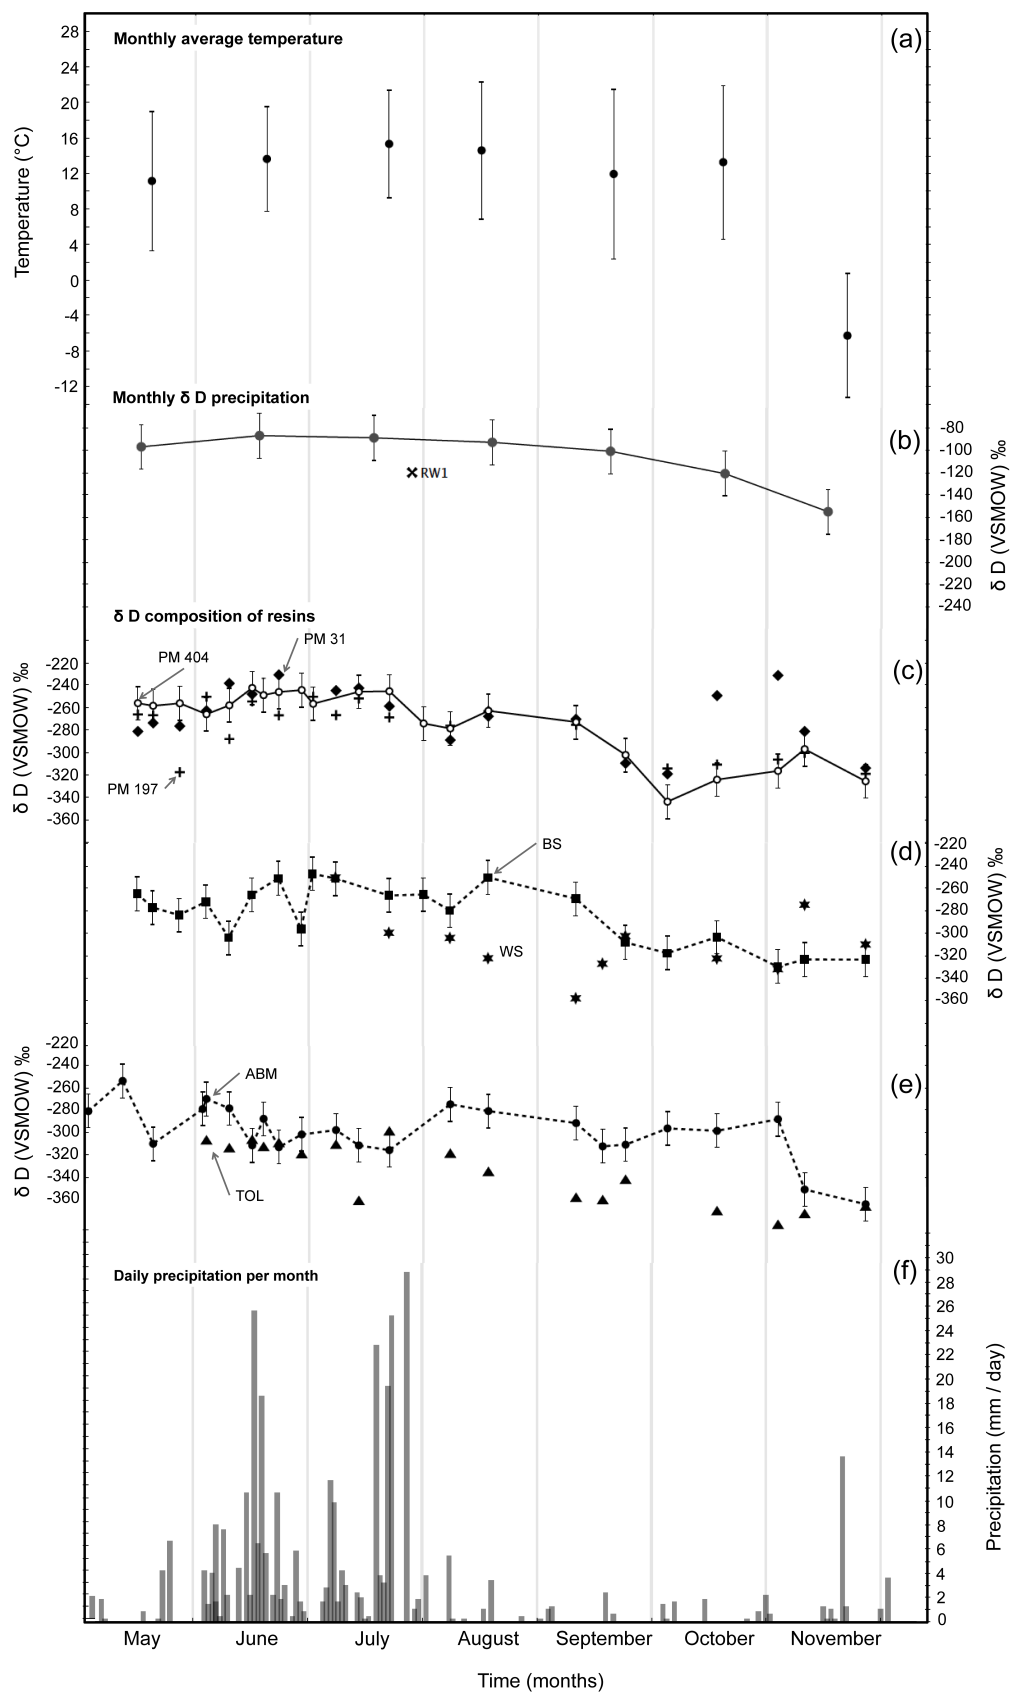 Monthly average temperature
(a)
28
24
20
16
12
8
4
0
-4
-8
-12
Temperature (°C)
Monthly δ D precipitation
(b)
RW1
-80
-100
-120
-140
-160
-180
-200
-220
-240
δ D (VSMOW) ‰
δ D composition of resins
(c)
PM 404
PM 31
PM 197
-220
-240
-260
-280
-300
-320
-340
-360
δ D (VSMOW) ‰
(d)
BS
WS
-220
-240
-260
-280
-300
-320
-340
-360
δ D (VSMOW) ‰
(e)
ABM
TOL
-220
-240
-260
-280
-300
-320
-340
-360
δ D (VSMOW) ‰
Daily precipitation per month
(f)
30
28
26
24
22
20
18
16
14
12
10
8
6
4
2
0
Precipitation (mm / day)
May June July August September October November
Time (months)